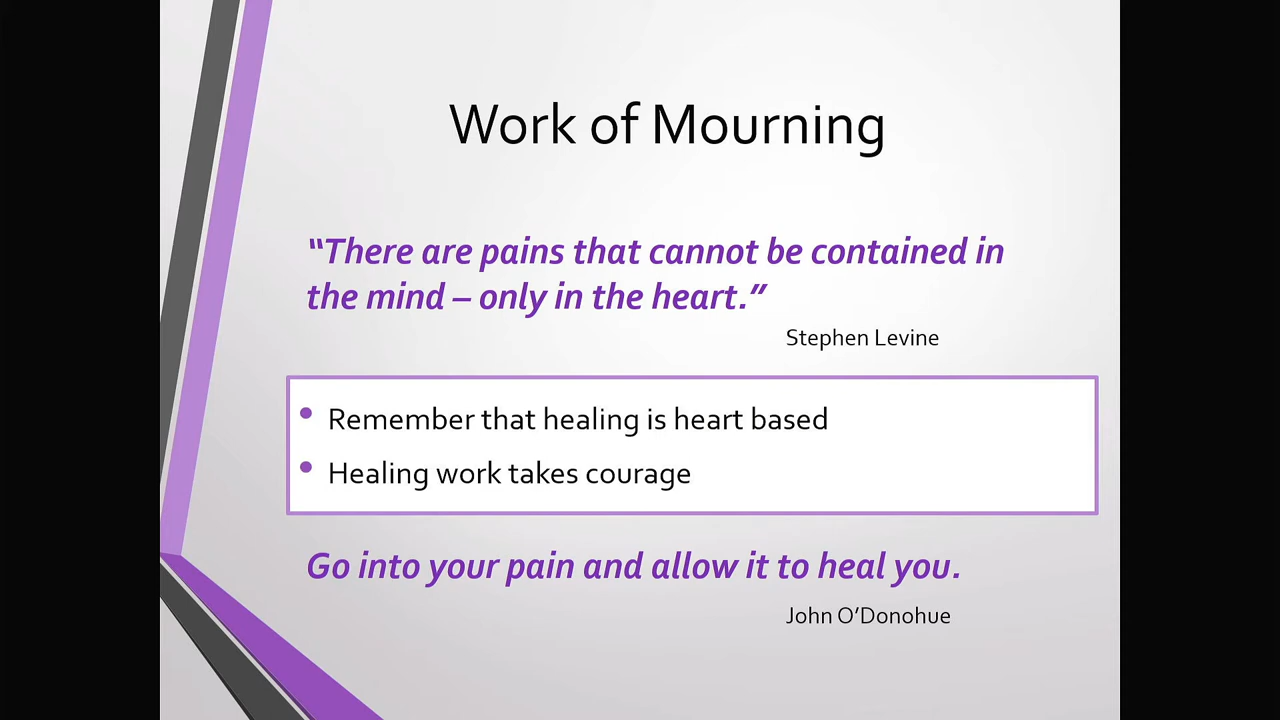 Work of Mourning
“There are pains that cannot be contained in
the mind – only in the heart.”
Stephen Levine
• Remember that healing is heart based
• Healing work takes courage
Go into your pain and allow it to heal you.
John O’Donohue